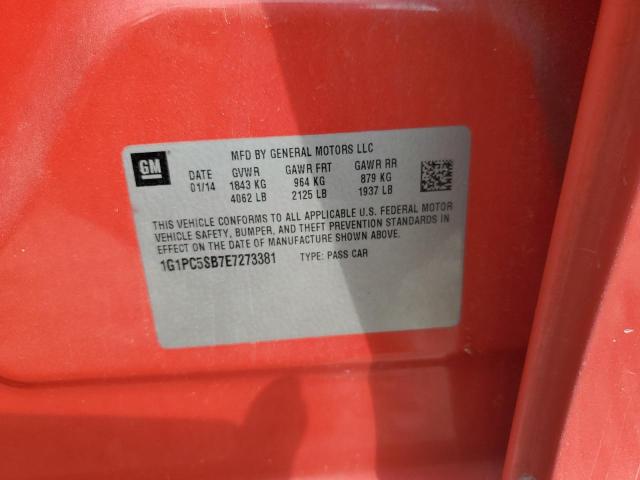 GM
MFD BY GENERAL MOTORS LLC
DATE GVWR GAWR FRT GAWR RR
01/14 1843 KG 964 KG 879 KG
4062 LB 2125 LB 1937 LB
THIS VEHICLE CONFORMS TO ALL APPLICABLE U.S. FEDERAL MOTOR
VEHICLE SAFETY, BUMPER, AND THEFT PREVENTION STANDARDS IN
EFFECT ON THE DATE OF MANUFACTURE SHOWN ABOVE.
1G1PC5SB7E7273381 TYPE: PASS CAR